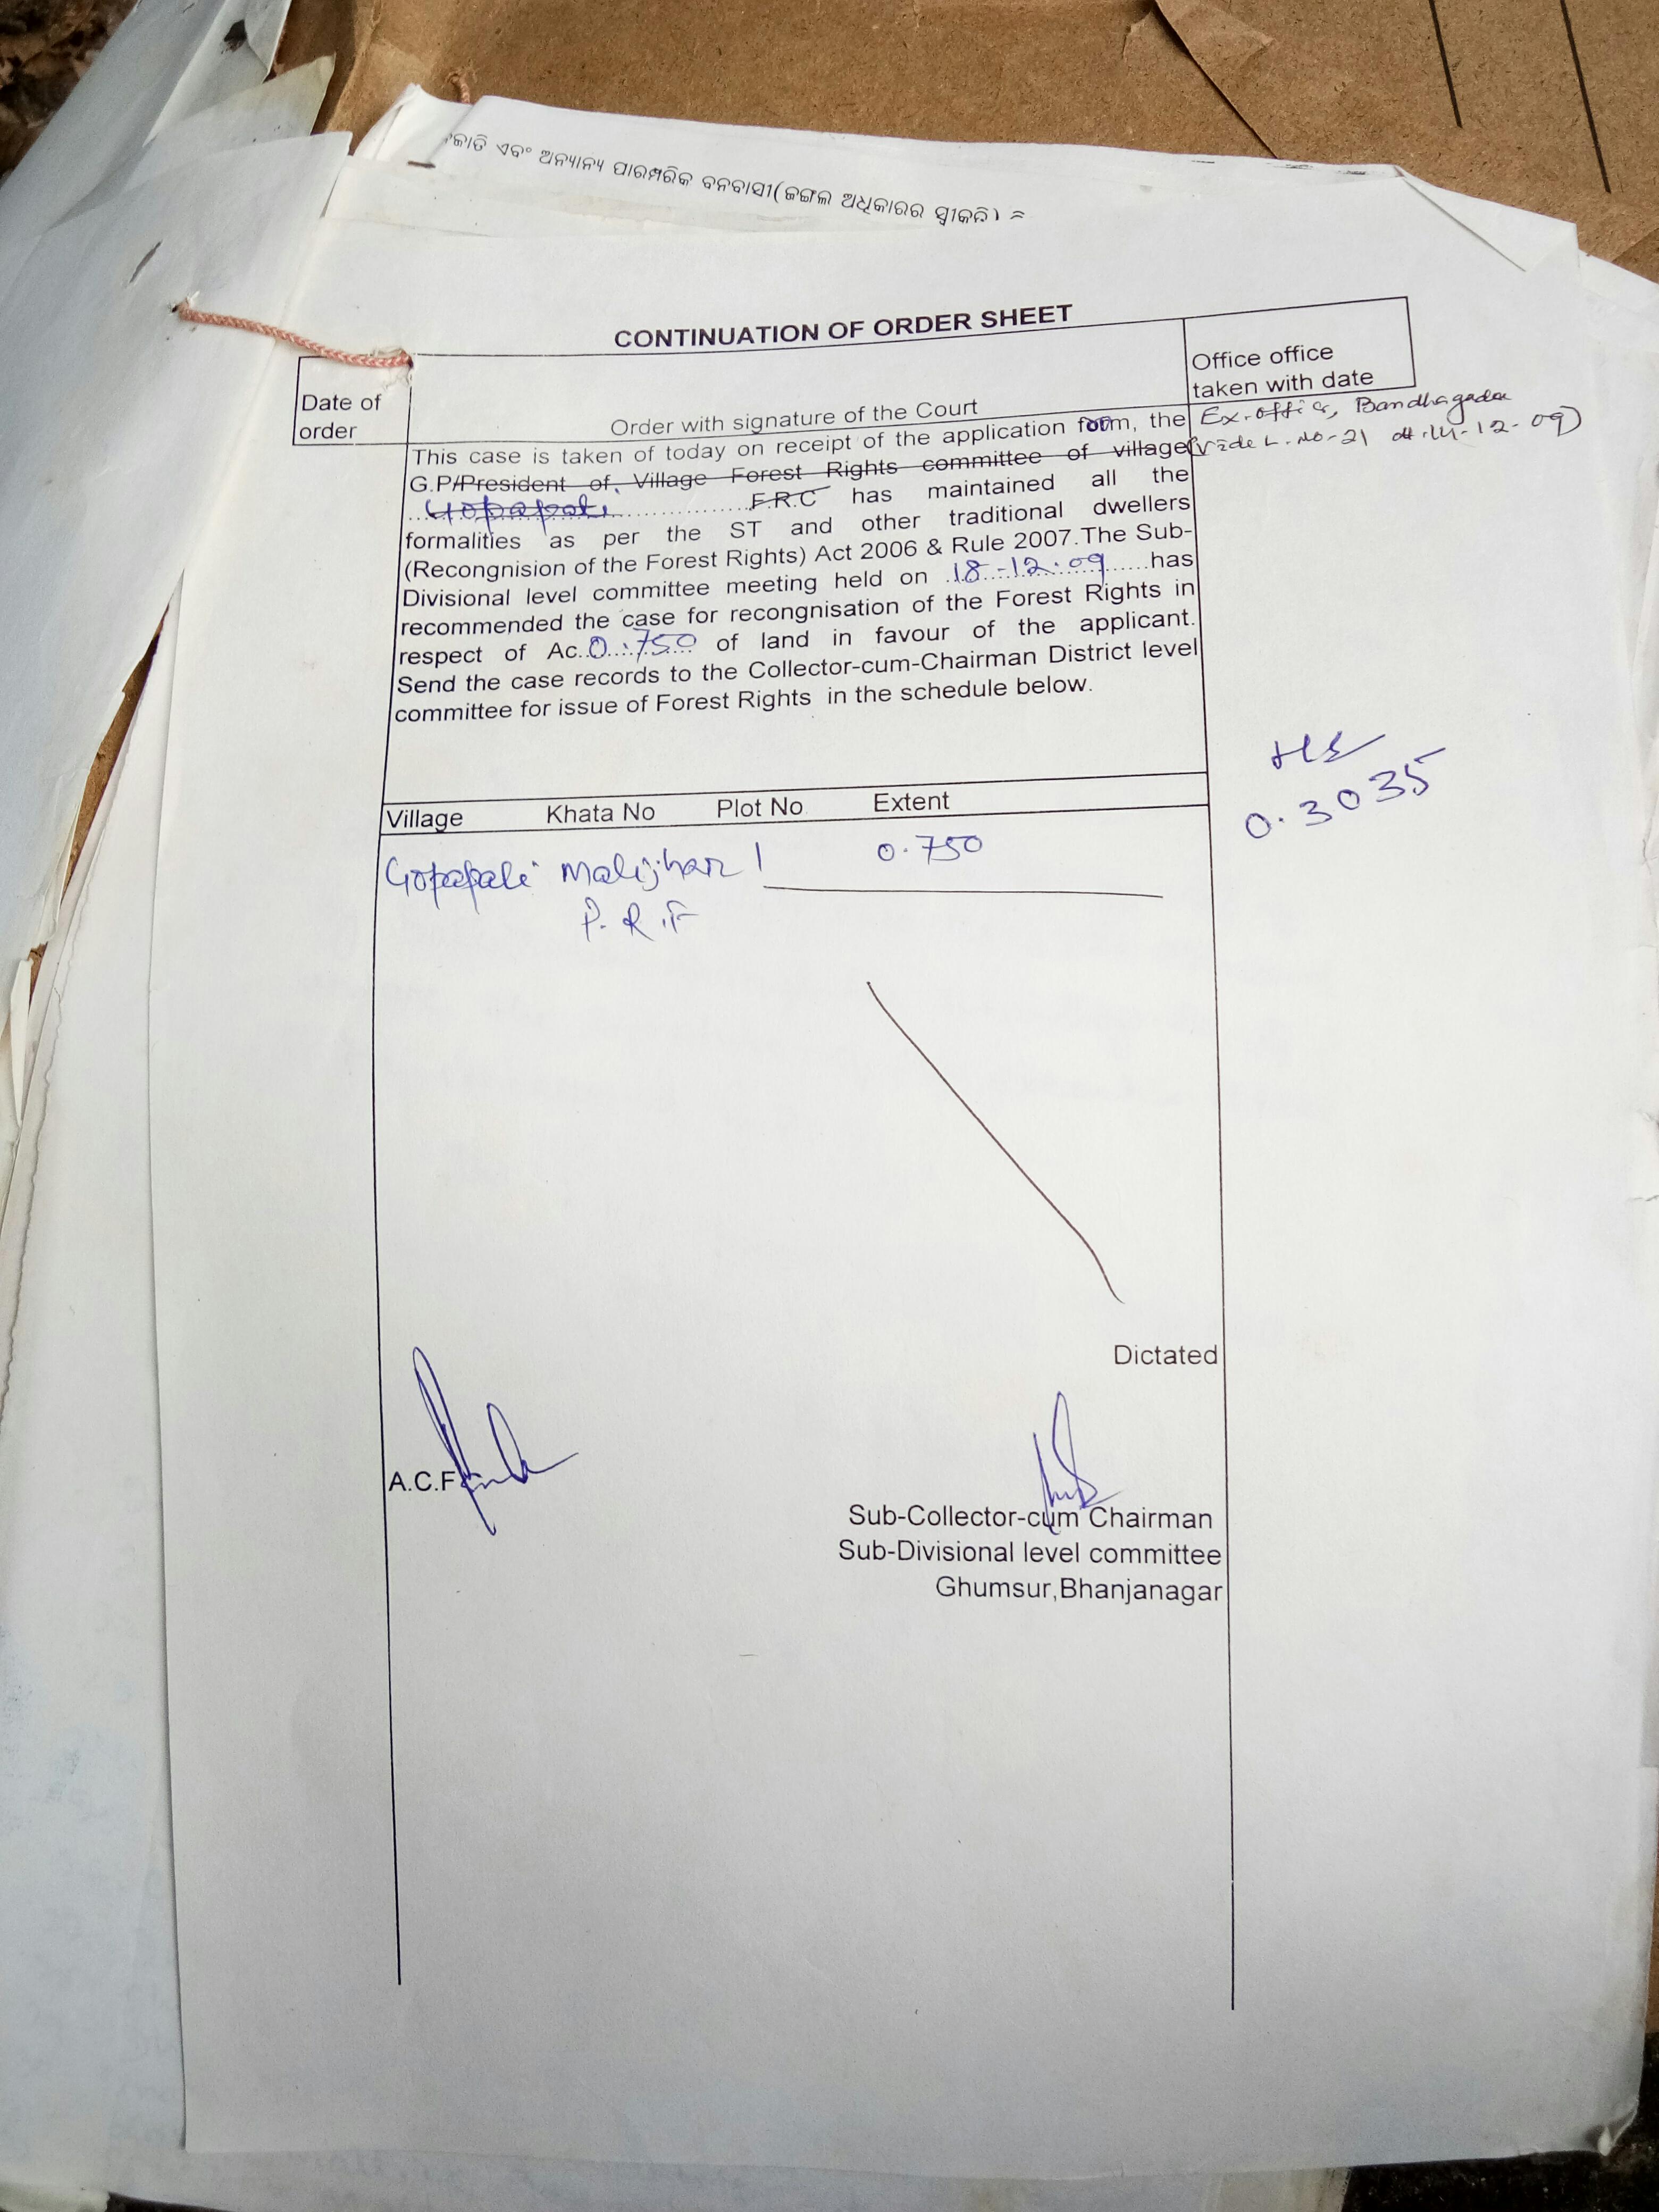 ଜାତି ଏବଂ ଅନ୍ୟାନ୍ୟ ପାରମ୍ପରିକ ବନବାସୀ(ଜଙ୍ଗଲ ଅଧିକାରର ସ୍ୱୀକୃତି)
CONTINUATION OF ORDER SHEET
Date of order
Order with signature of the Court
Office office taken with date
This case is taken of today on receipt of the application form, the Ex-officer, Bandhagada
G.P/President of Village Forest Rights committee of village (vide L. No-21 dt.14-12-09)
Gopapali F.R.C has maintained all the
formalities as per the ST and other traditional dwellers
(Recongnision of the Forest Rights) Act 2006 & Rule 2007.The Sub-
Divisional level committee meeting held on 18-12-09 has
recommended the case for recongnisation of the Forest Rights in
respect of Ac. 0.750 of land in favour of the applicant.
Send the case records to the Collector-cum-Chairman District level
committee for issue of Forest Rights in the schedule below.
0.3035
Village Khata No Plot No Extent
Gopapali Malijhar 1 0.750
P.R.F
Dictated
A.C.F
Sub-Collector-cum Chairman
Sub-Divisional level committee
Ghumsur,Bhanjanagar